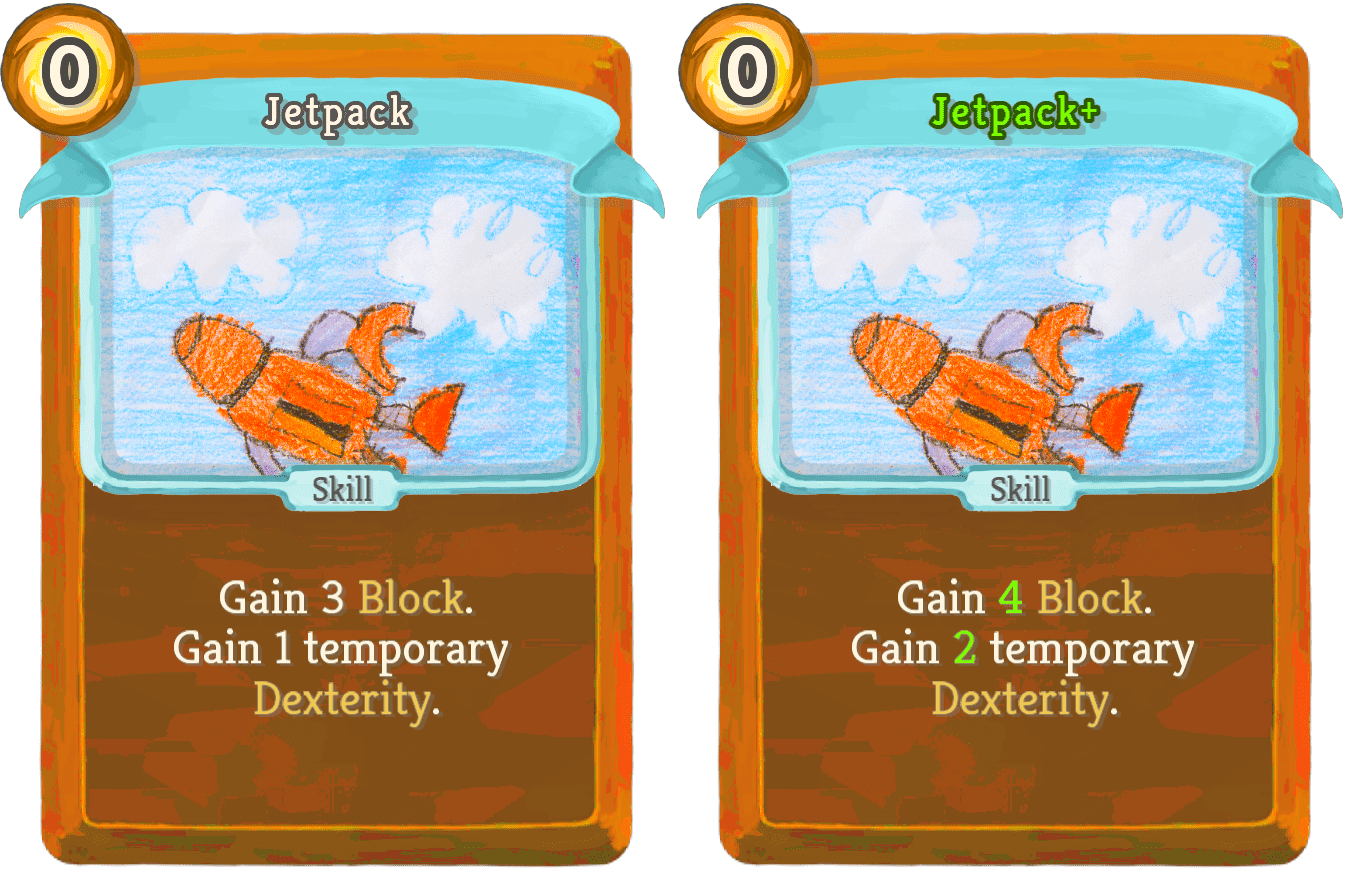 0
Jetpack
Skill
Gain 3 Block.
Gain 1 temporary
Dexterity.
0
Jetpack+
Skill
Gain 4 Block.
Gain 2 temporary
Dexterity.